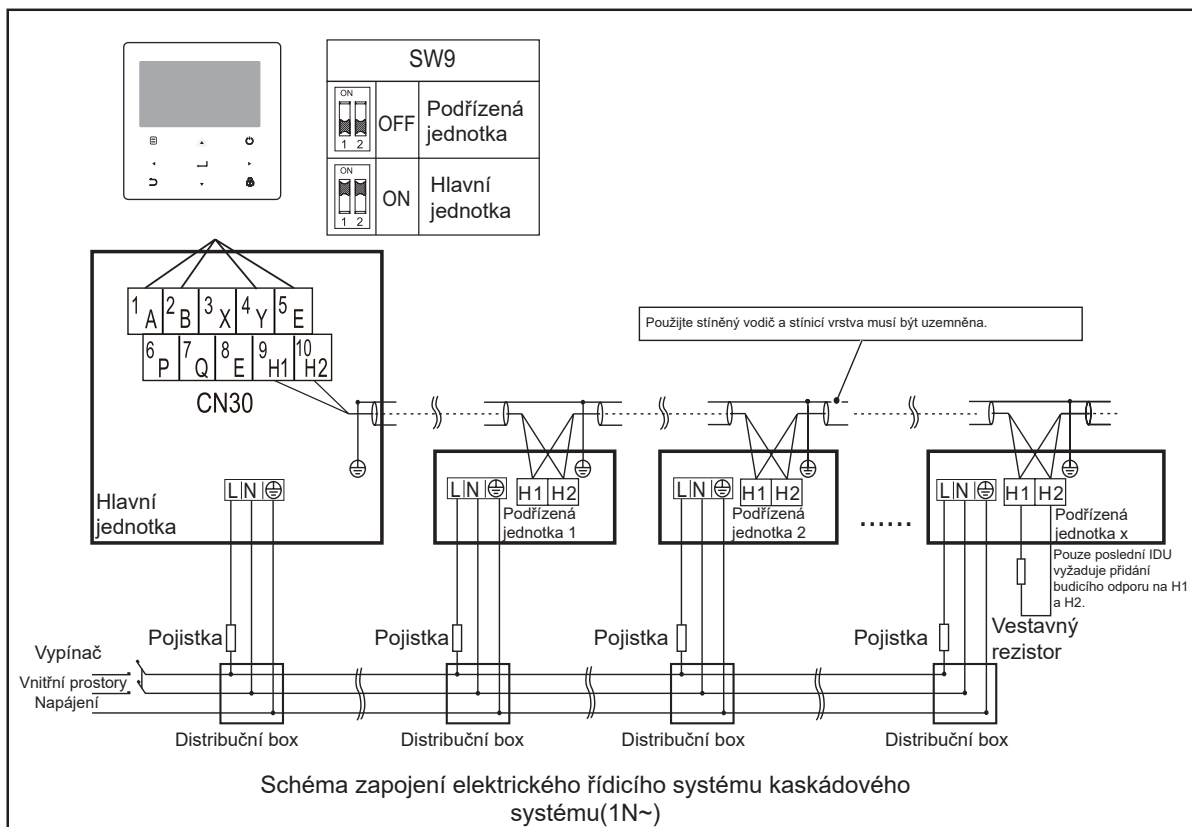 SW9
ON
1 2
OFF
Podřízená
jednotka
ON
1 2
ON
Hlavní
jednotka
1 A 2 B 3 X 4 Y 5 E
6 P 7 Q 8 E 9 H1 10 H2
CN30
Použijte stíněný vodič a stínicí vrstva musí být uzemněna.
Hlavní
jednotka
L N
L N
H1 H2
Podřízená
jednotka 1
L N
H1 H2
Podřízená
jednotka 2
......
L N
H1 H2
Podřízená
jednotka x
Pouze poslední IDU
vyžaduje přidání
budicího odporu na H1
a H2.
Vestavný
rezistor
Pojistka
Pojistka
Pojistka
Pojistka
Vypínač
Vnitřní prostory
Napájení
Distribuční box
Distribuční box
Distribuční box
Distribuční box
Schéma zapojení elektrického řídicího systému kaskádového
systému(1N~)